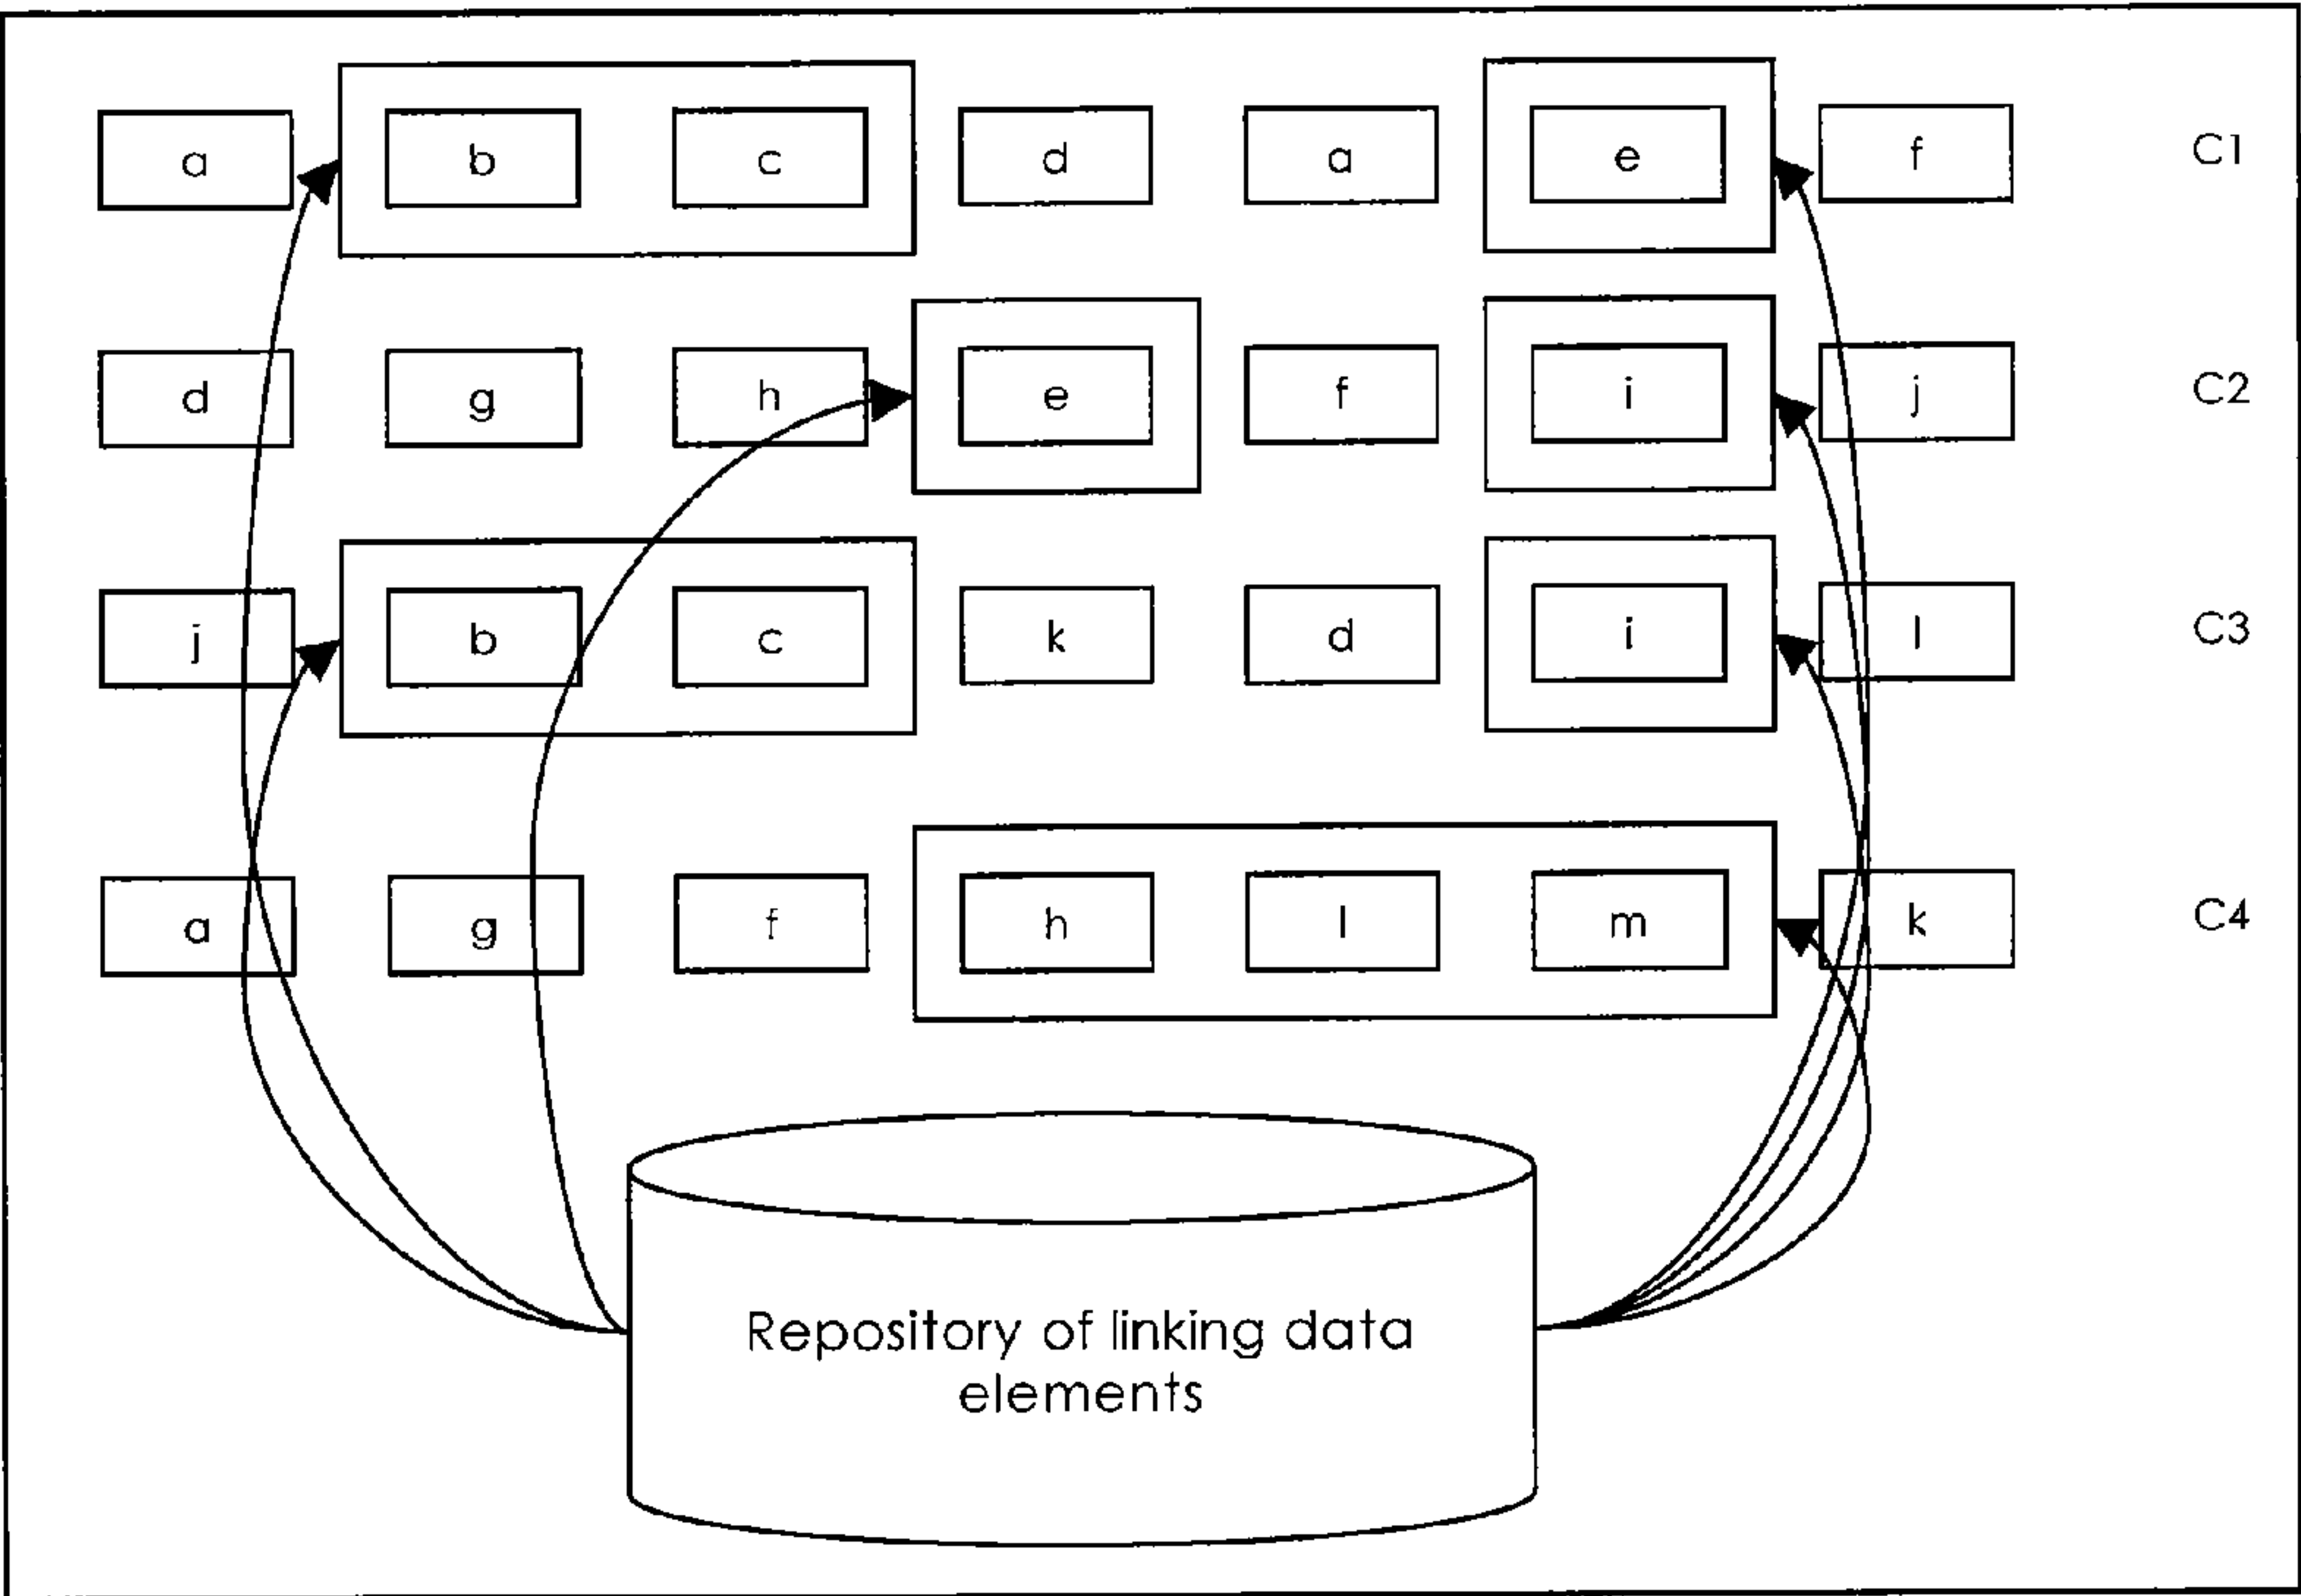 a b c d a e f C1
d g h e f i j C2
j b c k d i l C3
a g f h l m k C4
Repository of linking data
elements